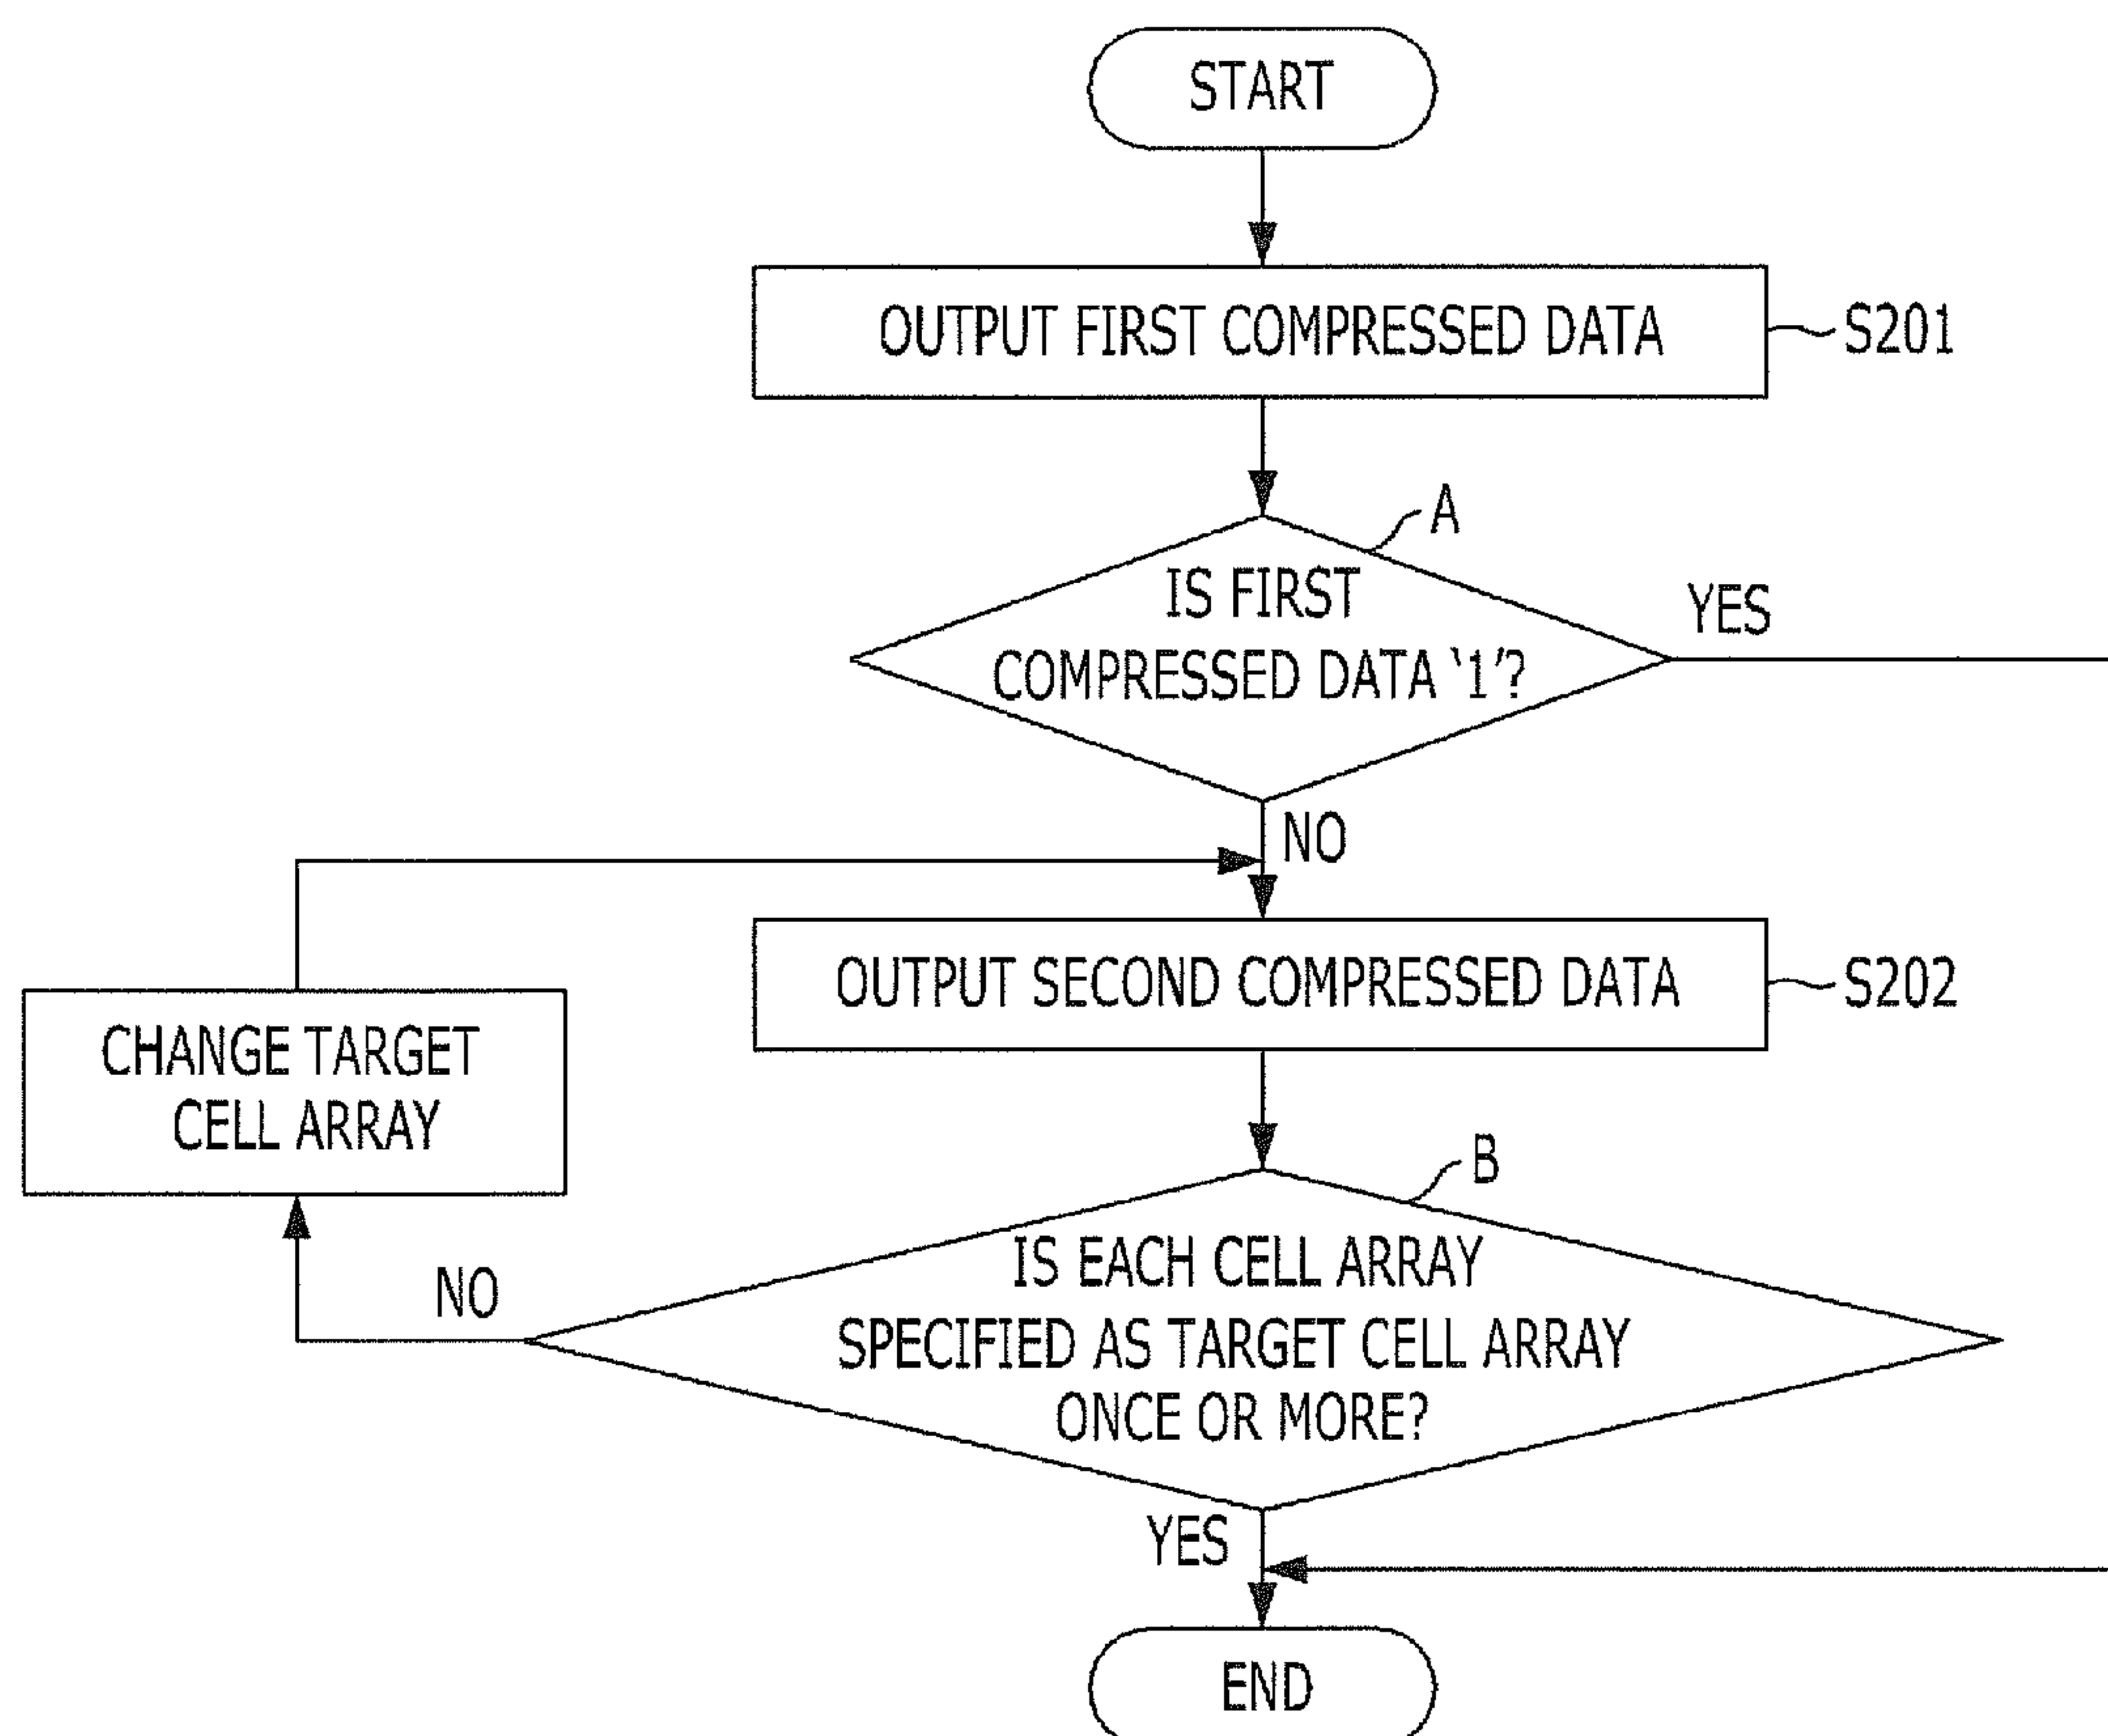 START
OUTPUT FIRST COMPRESSED DATA
S201
A
IS FIRST
COMPRESSED DATA ‘1’?
YES
NO
OUTPUT SECOND COMPRESSED DATA
S202
CHANGE TARGET
CELL ARRAY
B
IS EACH CELL ARRAY
SPECIFIED AS TARGET CELL ARRAY
ONCE OR MORE?
NO
YES
END